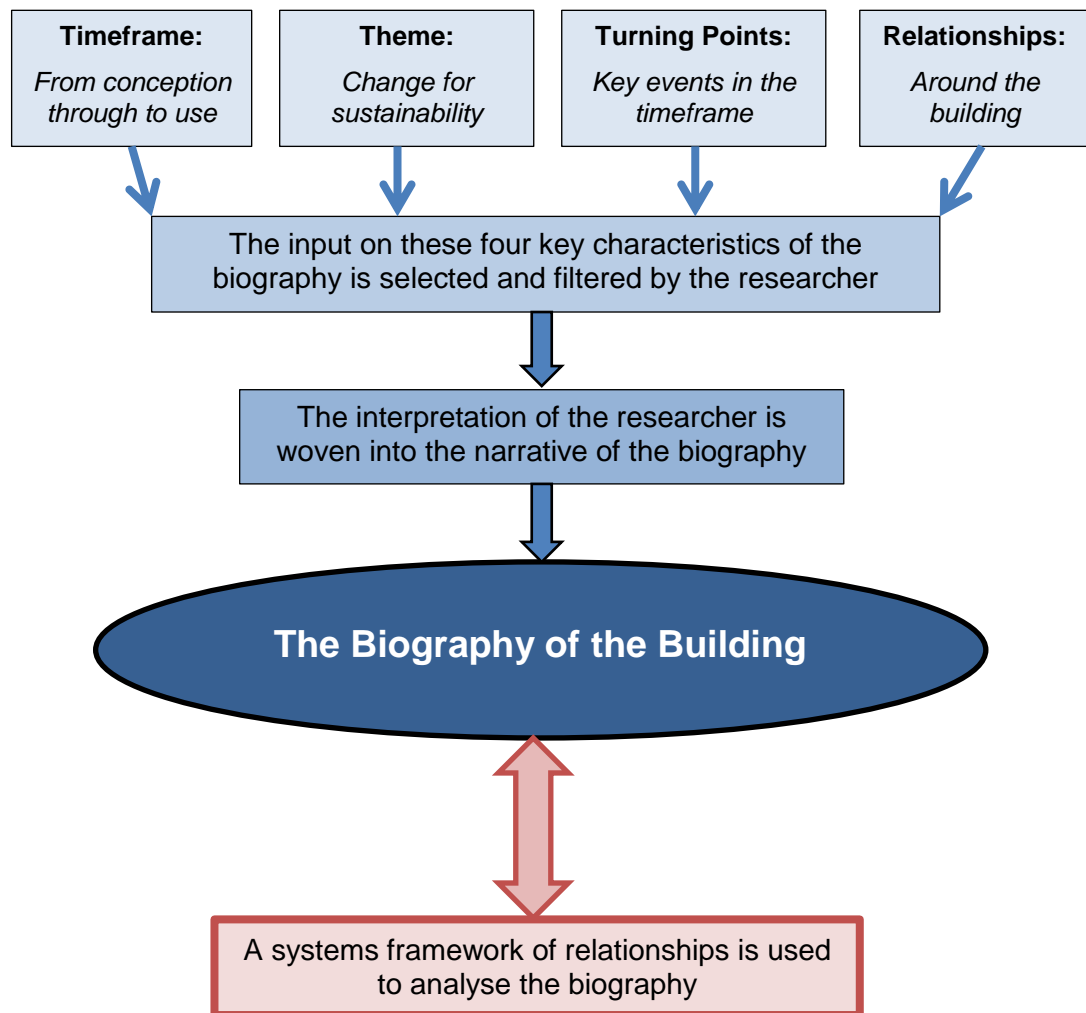 Timeframe:
From conception
through to use
Theme:
Change for
sustainability
Turning Points:
Key events in the
timeframe
Relationships:
Around the
building
The input on these four key characteristics of the
biography is selected and filtered by the researcher
The interpretation of the researcher is
woven into the narrative of the biography
The Biography of the Building
A systems framework of relationships is used
to analyse the biography